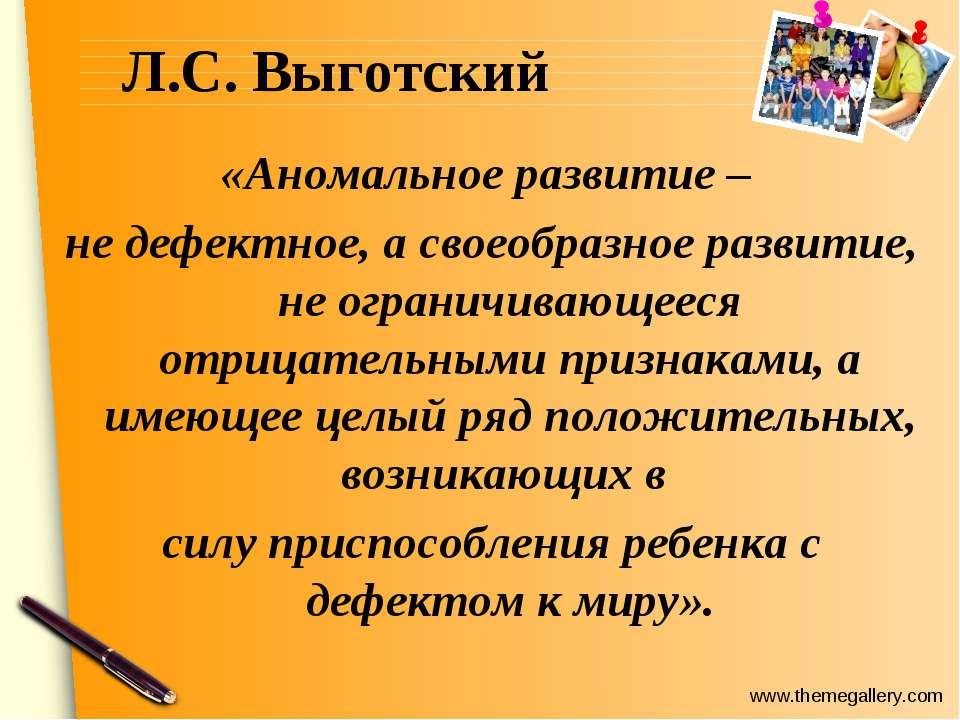 Л.С. Выготский
«Аномальное развитие –
не дефектное, а своеобразное развитие,
не ограничивающееся
отрицательными признаками, а
имеющее целый ряд положительных,
возникающих в
силу приспособления ребенка с
дефектом к миру».
www.themegallery.com